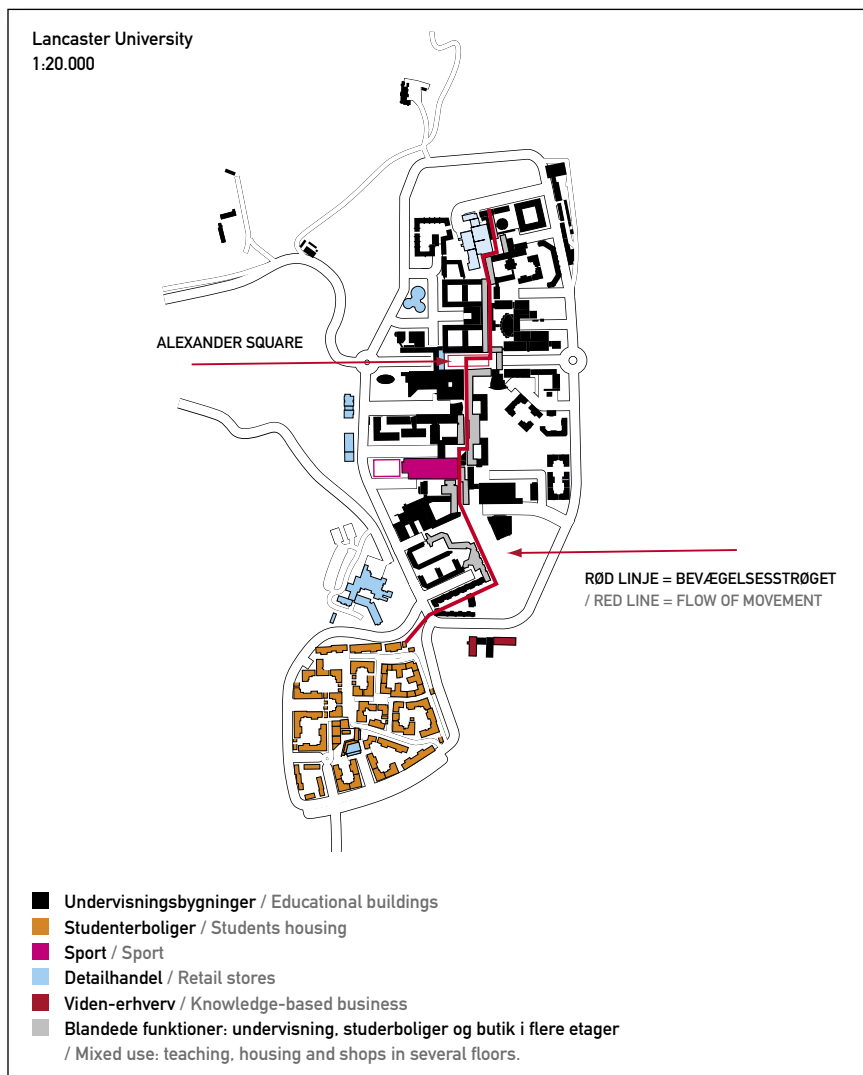 Lancaster University
1:20.000
ALEXANDER SQUARE
RØD LINJE = BEVÆGELSESSTRØGET
/ RED LINE = FLOW OF MOVEMENT
Undervisningsbygninger / Educational buildings
Studenterboliger / Students housing
Sport / Sport
Detailhandel / Retail stores
Viden-erhverv / Knowledge-based business
Blandede funktioner: undervisning, studerboliger og butik i flere etager
/ Mixed use: teaching, housing and shops in several floors.